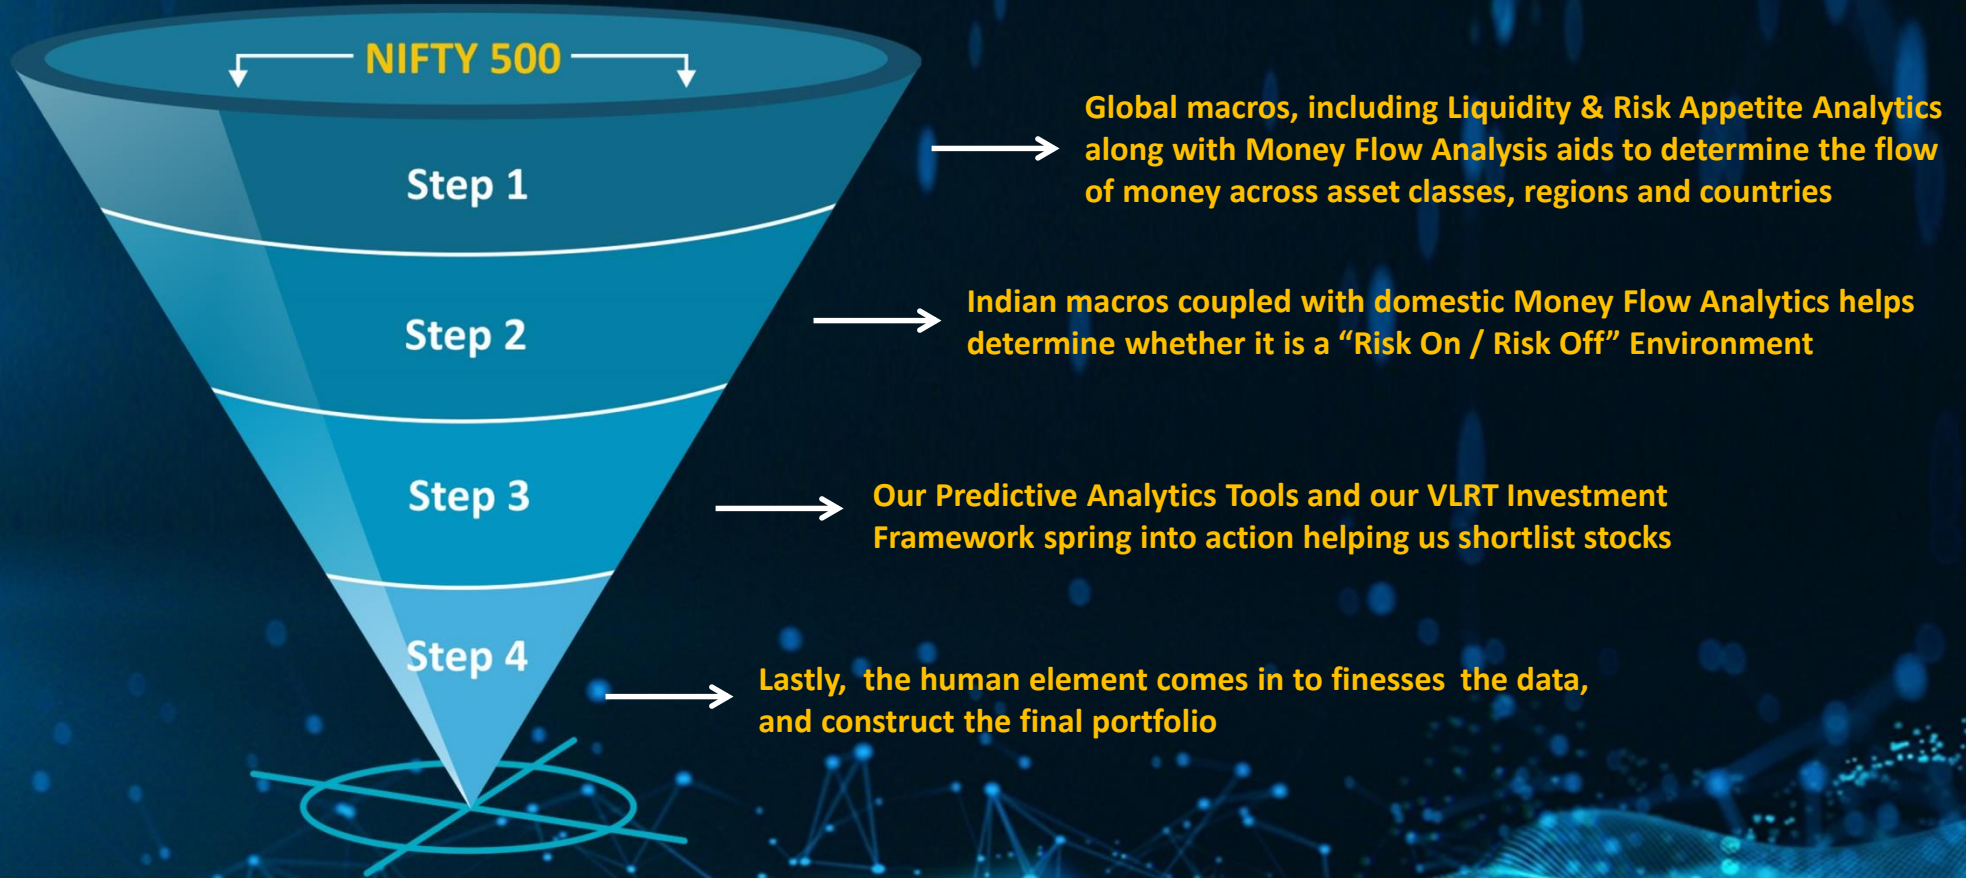 NIFTY 500
Step 1
Global macros, including Liquidity & Risk Appetite Analytics
along with Money Flow Analysis aids to determine the flow
of money across asset classes, regions and countries
Step 2
Indian macros coupled with domestic Money Flow Analytics helps
determine whether it is a “Risk On / Risk Off” Environment
Step 3
Our Predictive Analytics Tools and our VLRT Investment
Framework spring into action helping us shortlist stocks
Step 4
Lastly, the human element comes in to finesses the data,
and construct the final portfolio